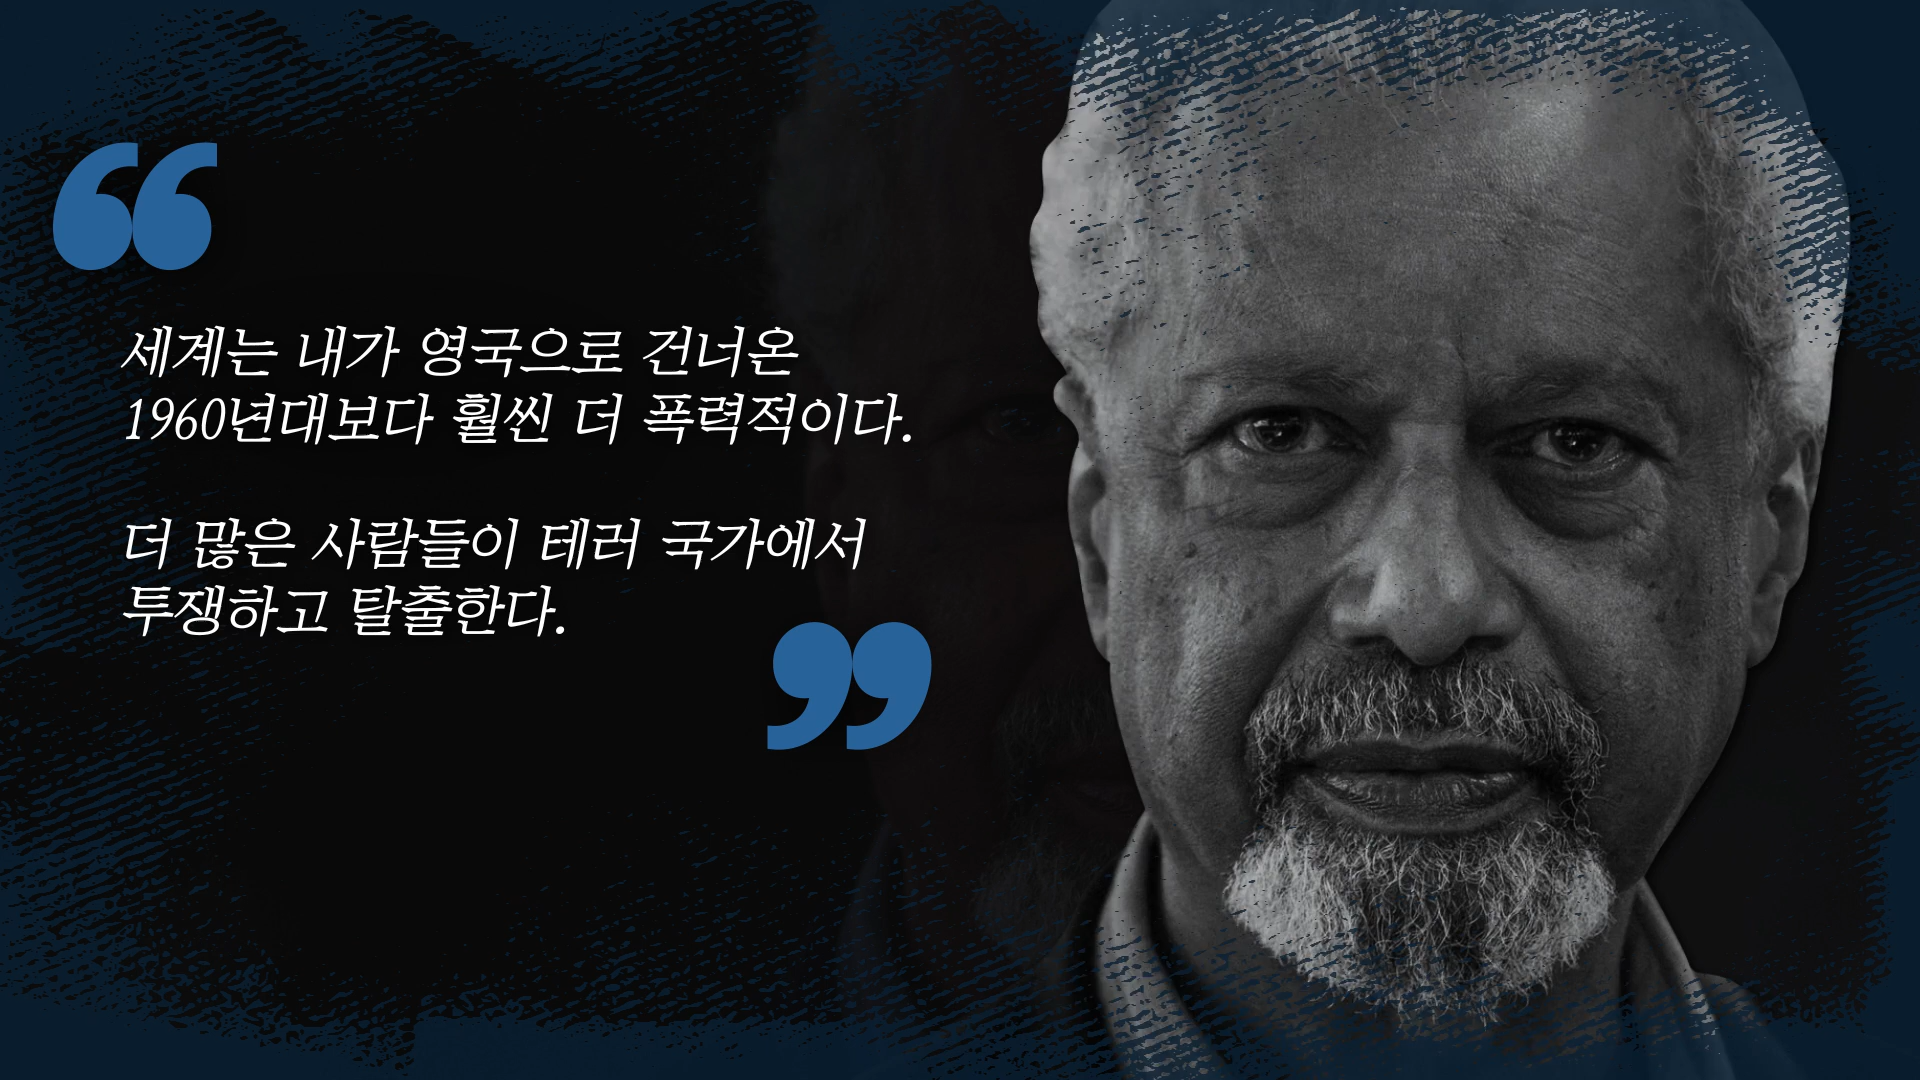 세계는 내가 영국으로 건너온
1960년대보다 훨씬 더 폭력적이다.
더 많은 사람들이 테러 국가에서
투쟁하고 탈출한다.